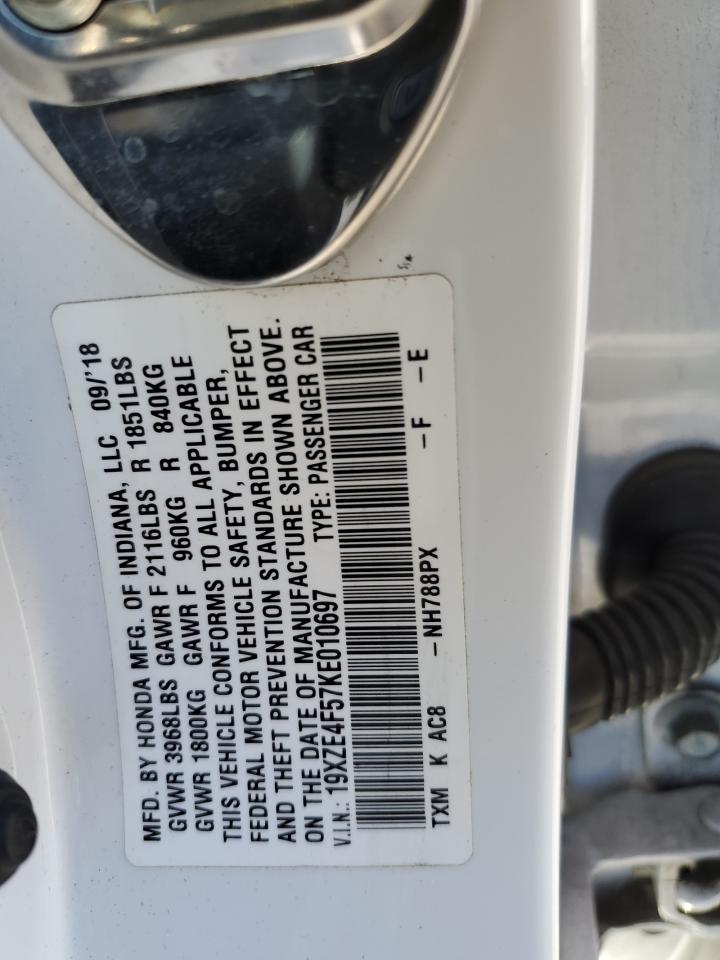 MFD. BY HONDA MFG. OF INDIANA, LLC 09/'18
GVWR 3968LBS GAWR F 2116LBS R 1851LBS
GVWR 1800KG GAWR F 960KG R 840KG
THIS VEHICLE CONFORMS TO ALL APPLICABLE
FEDERAL MOTOR VEHICLE SAFETY, BUMPER,
AND THEFT PREVENTION STANDARDS IN EFFECT
ON THE DATE OF MANUFACTURE SHOWN ABOVE.
V.I.N.: 19XZE4F57KE010697 TYPE: PASSENGER CAR
TXM K AC8 -NH788PX -F -E